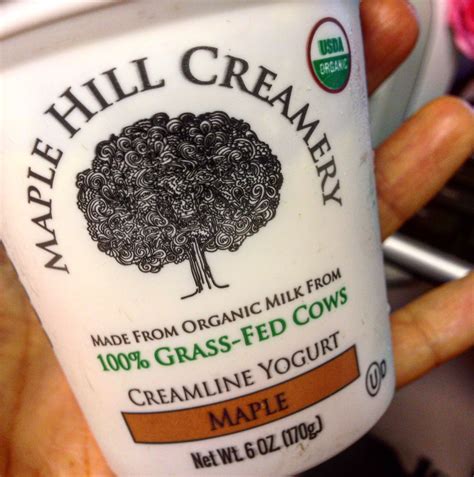 MAPLE HILL CREAMERY
USDA
ORGANIC
MADE FROM ORGANIC MILK FROM
100% GRASS-FED COWS
CREAMLINE YOGURT
MAPLE
U D
Net Wt. 6 OZ. (170g)